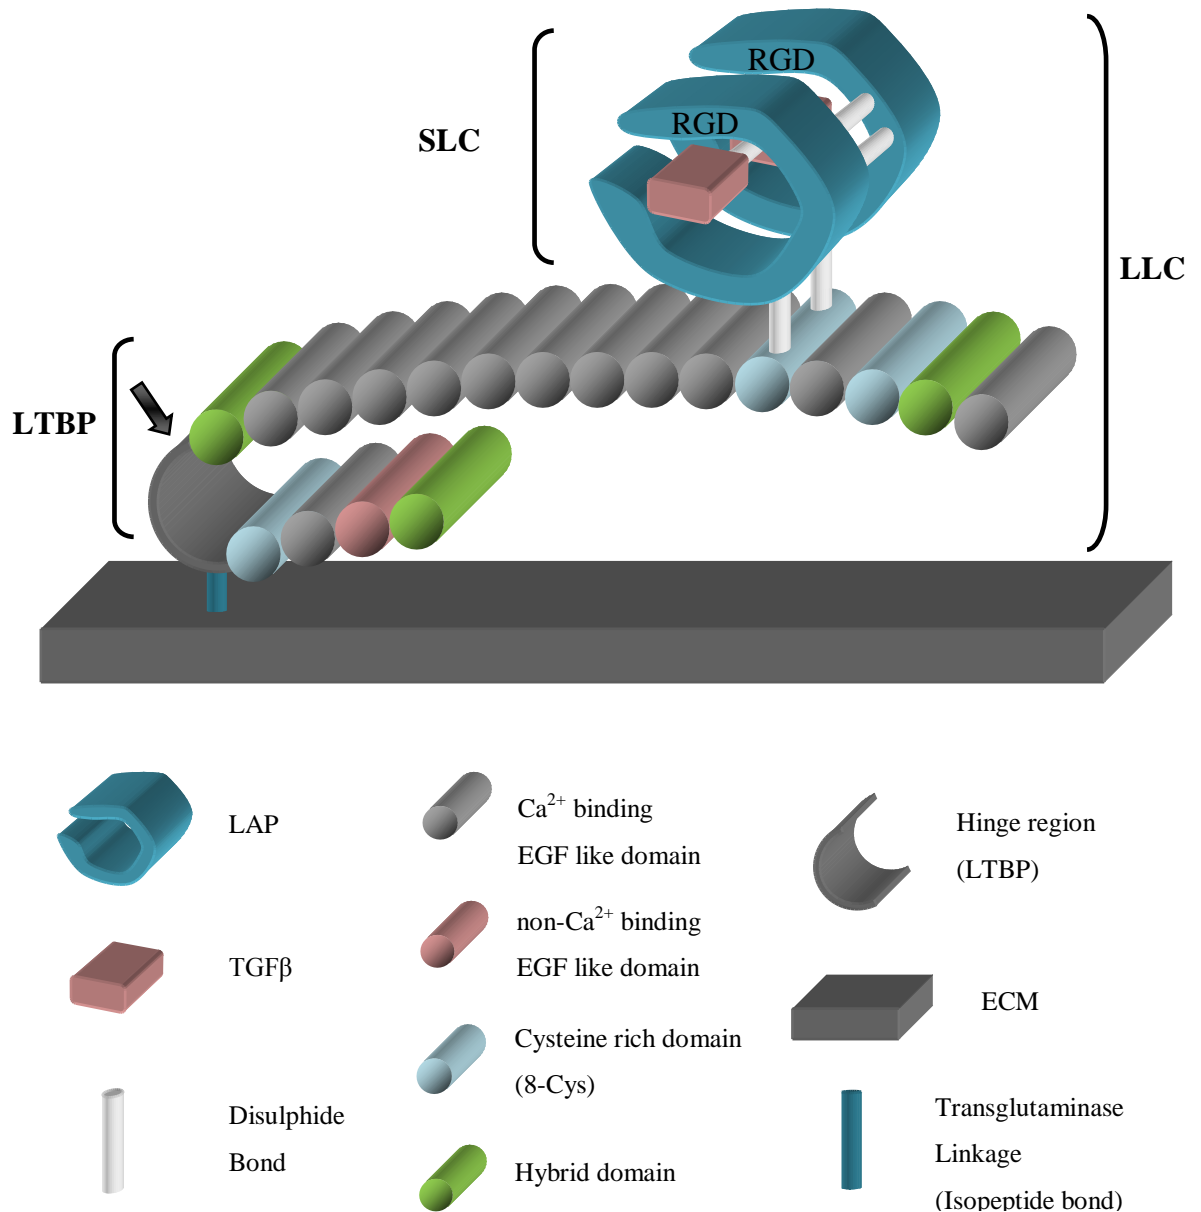 RGD
RGD
SLC
LLC
LTBP
LAP
TGFβ
Disulphide
Bond
Ca²⁺ binding
EGF like domain
non-Ca²⁺ binding
EGF like domain
Cysteine rich domain
(8-Cys)
Hybrid domain
Hinge region
(LTBP)
ECM
Transglutaminase
Linkage
(Isopeptide bond)